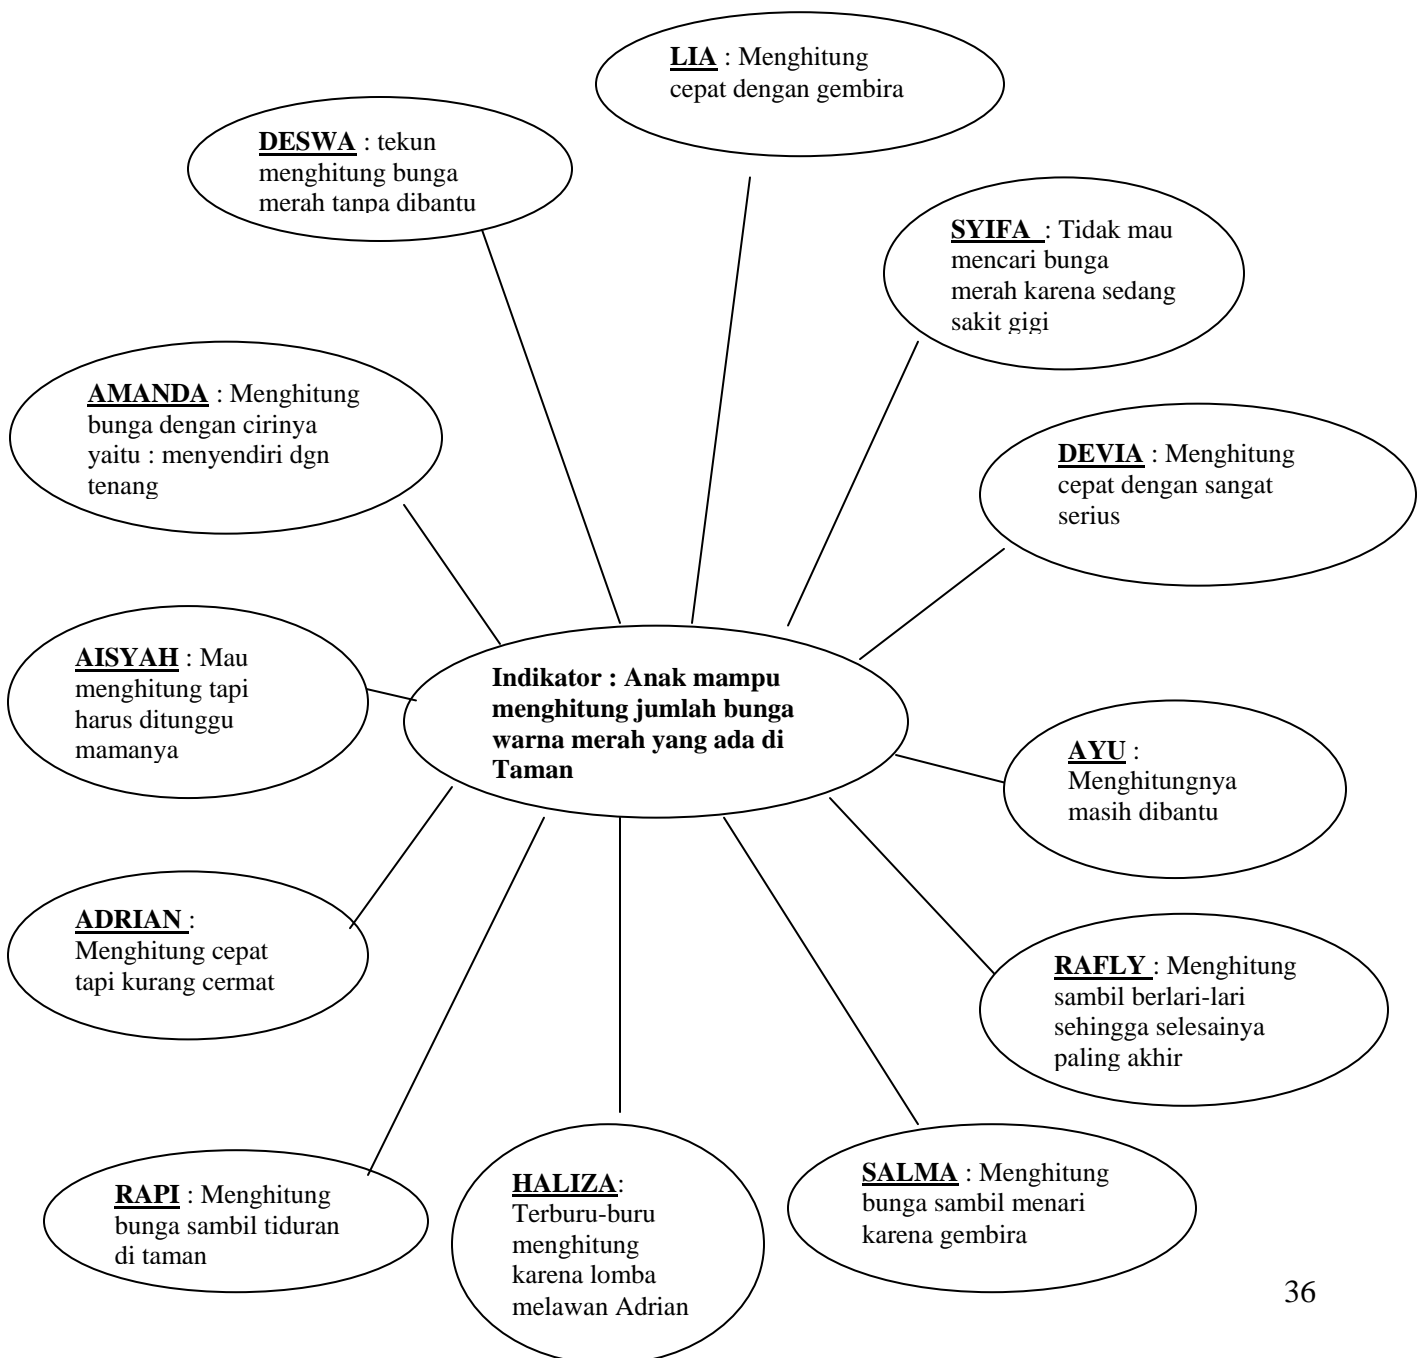 LIA : Menghitung
cepat dengan gembira
DESWA : tekun
menghitung bunga
merah tanpa dibantu
SYIFA : Tidak mau
mencari bunga
merah karena sedang
sakit gigi
AMANDA : Menghitung
bunga dengan cirinya
yaitu : menyendiri dgn
tenang
DEVIA : Menghitung
cepat dengan sangat
serius
AISYAH : Mau
menghitung tapi
harus ditunggu
mamanya
Indikator : Anak mampu
menghitung jumlah bunga
warna merah yang ada di
Taman
AYU :
Menghitungnya
masih dibantu
ADRIAN :
Menghitung cepat
tapi kurang cermat
RAFLY : Menghitung
sambil berlari-lari
sehingga selesainya
paling akhir
RAPI : Menghitung
bunga sambil tiduran
di taman
HALIZA:
Terburu-buru
menghitung
karena lomba
melawan Adrian
SALMA : Menghitung
bunga sambil menari
karena gembira
36